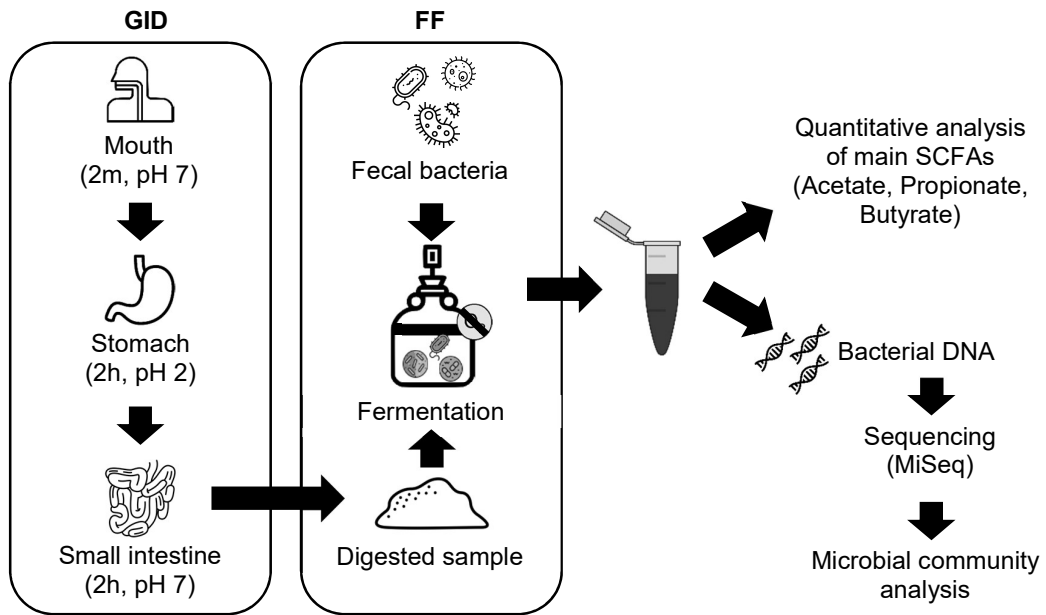 GID
Mouth
(2m, pH 7)
Stomach
(2h, pH 2)
Small intestine
(2h, pH 7)
FF
Fecal bacteria
Fermentation
Digested sample
Quantitative analysis
of main SCFAs
(Acetate, Propionate,
Butyrate)
Bacterial DNA
Sequencing
(MiSeq)
Microbial community
analysis